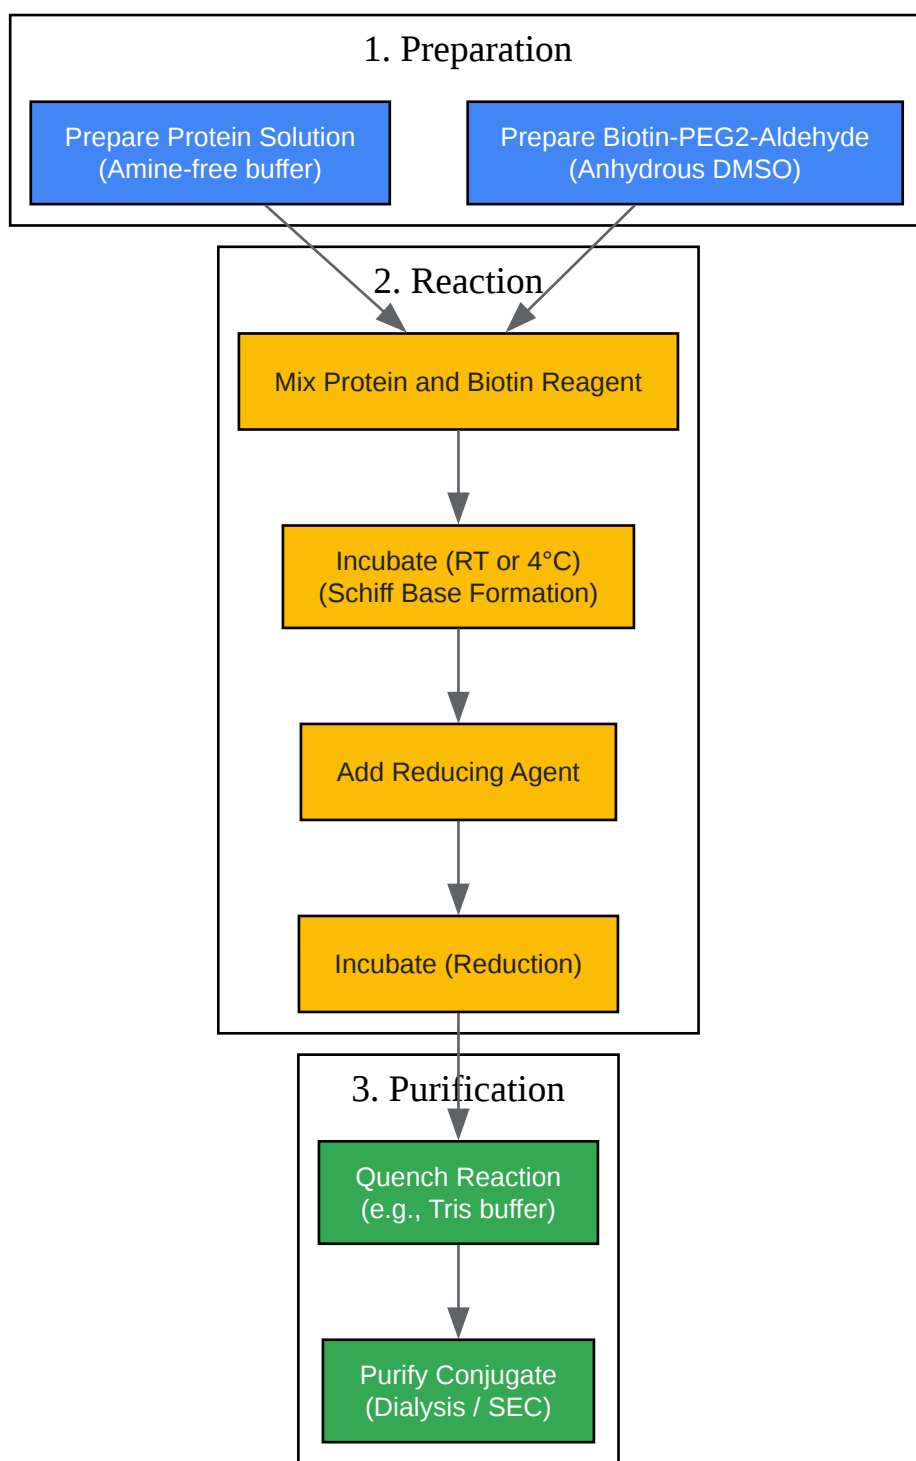 1. Preparation
Prepare Protein Solution
(Amine-free buffer)
Prepare Biotin-PEG2-Aldehyde
(Anhydrous DMSO)
2. Reaction
Mix Protein and Biotin Reagent
Incubate (RT or 4°C)
(Schiff Base Formation)
Add Reducing Agent
Incubate (Reduction)
3. Purification
Quench Reaction
(e.g., Tris buffer)
Purify Conjugate
(Dialysis / SEC)